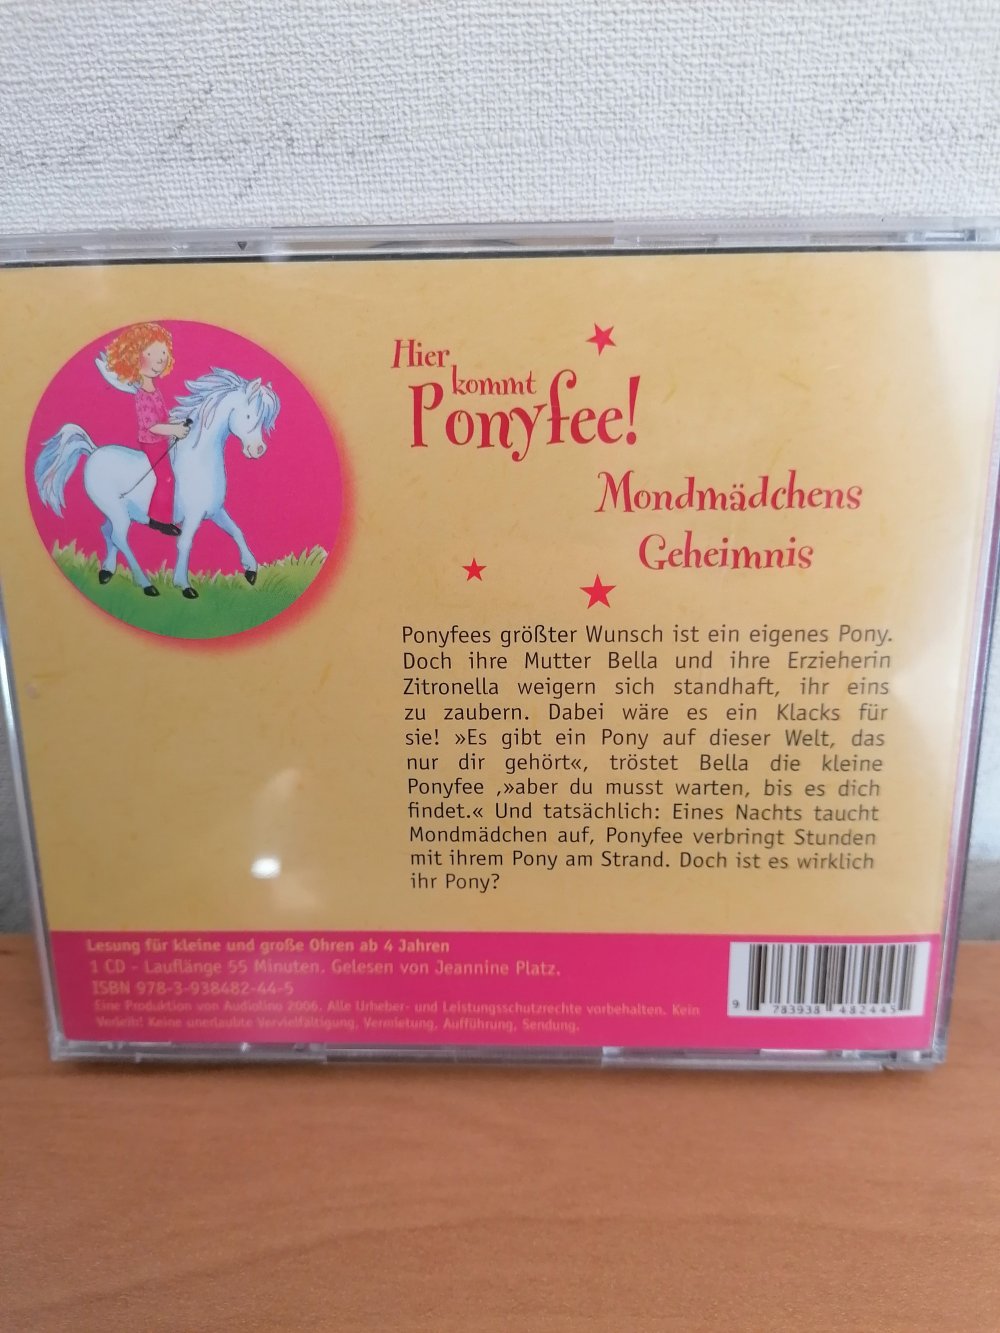 Hier
kommt
Ponyfee!
Mondmädchens
Geheimnis
Ponyfees größter Wunsch ist ein eigenes Pony.
Doch ihre Mutter Bella und ihre Erzieherin
Zitronella weigern sich standhaft, ihr eins
zu zaubern. Dabei wäre es ein Klacks für
sie! »Es gibt ein Pony auf dieser Welt, das
nur dir gehört«, tröstet Bella die kleine
Ponyfee ,»aber du musst warten, bis es dich
findet.« Und tatsächlich: Eines Nachts taucht
Mondmädchen auf, Ponyfee verbringt Stunden
mit ihrem Pony am Strand. Doch ist es wirklich
ihr Pony?
Lesung für kleine und große Ohren ab 4 Jahren
1 CD - Lauflänge 55 Minuten. Gelesen von Jeannine Platz.
ISBN 978-3-938482-44-5
Eine Produktion von Audiolino 2006. Alle Urheber- und Leistungsschutzrechte vorbehalten. Kein
Verleih! Keine unerlaubte Vervielfältigung, Vermietung, Aufführung, Sendung.
9 783938 482445